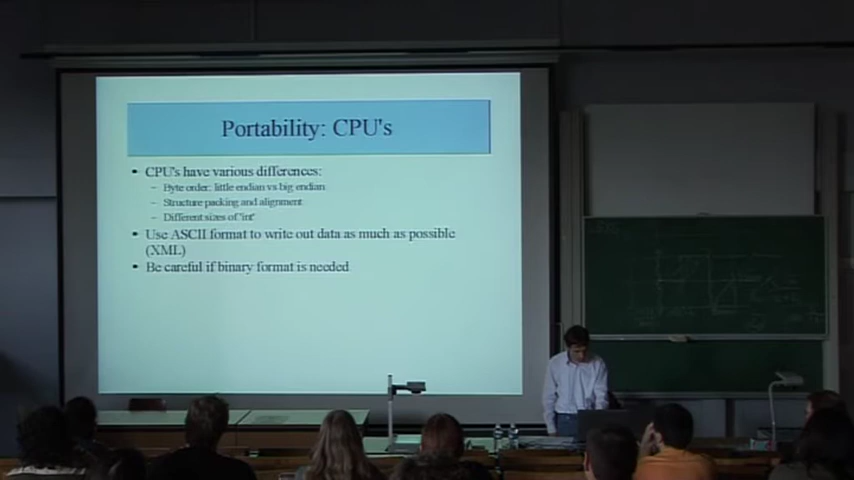 Portability: CPU's
• CPU's have various differences:
– Byte order: little endian vs big endian
– Structure packing and alignment
– Different sizes of 'int'
• Use ASCII format to write out data as much as possible
(XML)
• Be careful if binary format is needed